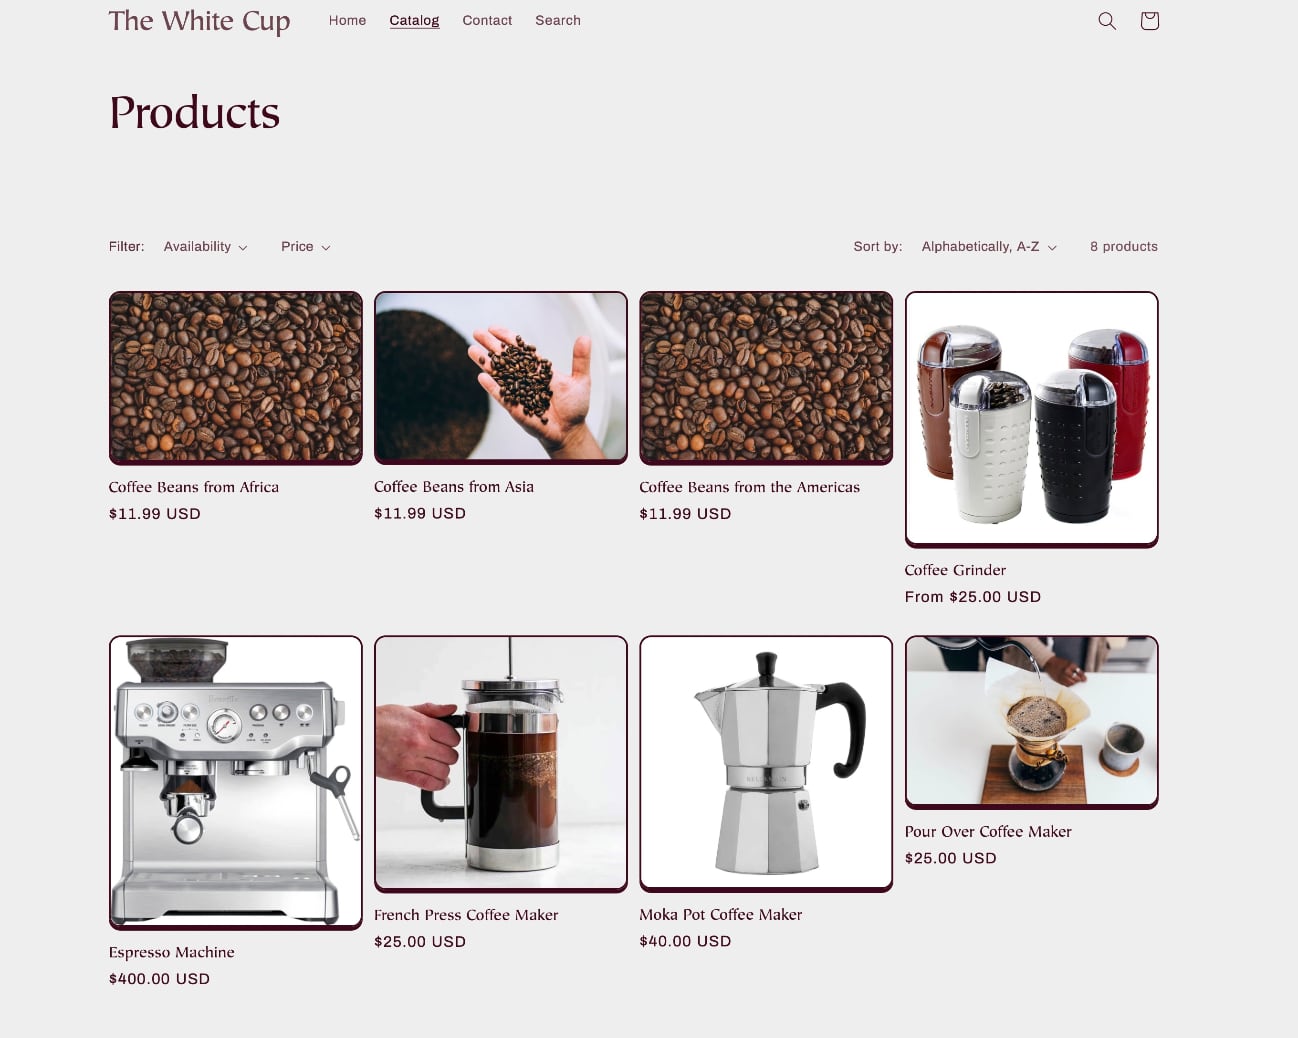 The White Cup
Home
Catalog
Contact
Search
Products
Filter:
Availability
Price
Sort by:
Alphabetically, A-Z
8 products
Coffee Beans from Africa
$11.99 USD
Coffee Beans from Asia
$11.99 USD
Coffee Beans from the Americas
$11.99 USD
Coffee Grinder
From $25.00 USD
Espresso Machine
$400.00 USD
French Press Coffee Maker
$25.00 USD
Moka Pot Coffee Maker
$40.00 USD
Pour Over Coffee Maker
$25.00 USD